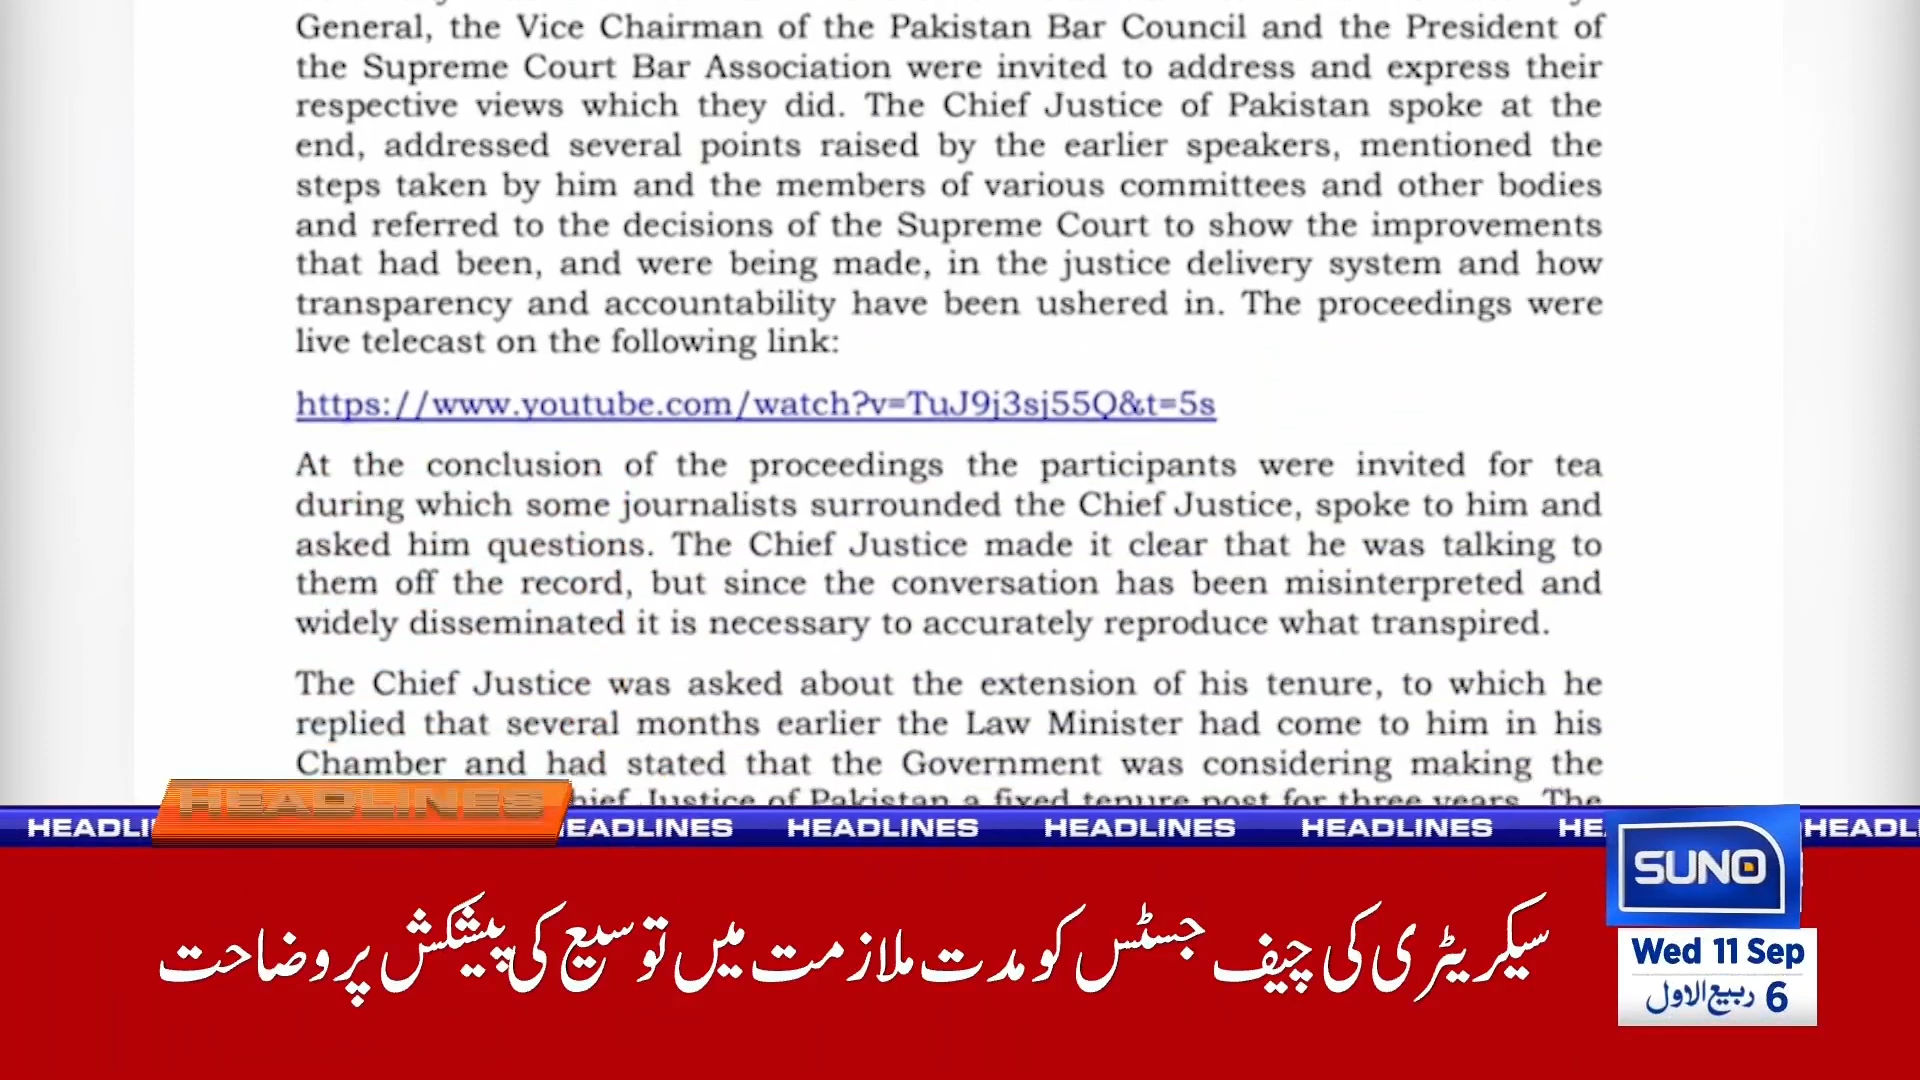 General, the Vice Chairman of the Pakistan Bar Council and the President of
the Supreme Court Bar Association were invited to address and express their
respective views which they did. The Chief Justice of Pakistan spoke at the
end, addressed several points raised by the earlier speakers, mentioned the
steps taken by him and the members of various committees and other bodies
and referred to the decisions of the Supreme Court to show the improvements
that had been, and were being made, in the justice delivery system and how
transparency and accountability have been ushered in. The proceedings were
live telecast on the following link:
https://www.youtube.com/watch?v=TuJ9j3sj55Q&t=5s
At the conclusion of the proceedings the participants were invited for tea
during which some journalists surrounded the Chief Justice, spoke to him and
asked him questions. The Chief Justice made it clear that he was talking to
them off the record, but since the conversation has been misinterpreted and
widely disseminated it is necessary to accurately reproduce what transpired.
The Chief Justice was asked about the extension of his tenure, to which he
replied that several months earlier the Law Minister had come to him in his
Chamber and had stated that the Government was considering making the
Justice of Pakistan a fixed tenure post for three years. The
HEADLINES
HEADLINES HEADLINES HEADLINES HEADLINES
SUNO
سیکریٹری کی چیف جسٹس کو مدت ملازمت میں توسیع کی پیشکش پر وضاحت
Wed 11 Sep
6 ربیع الاول